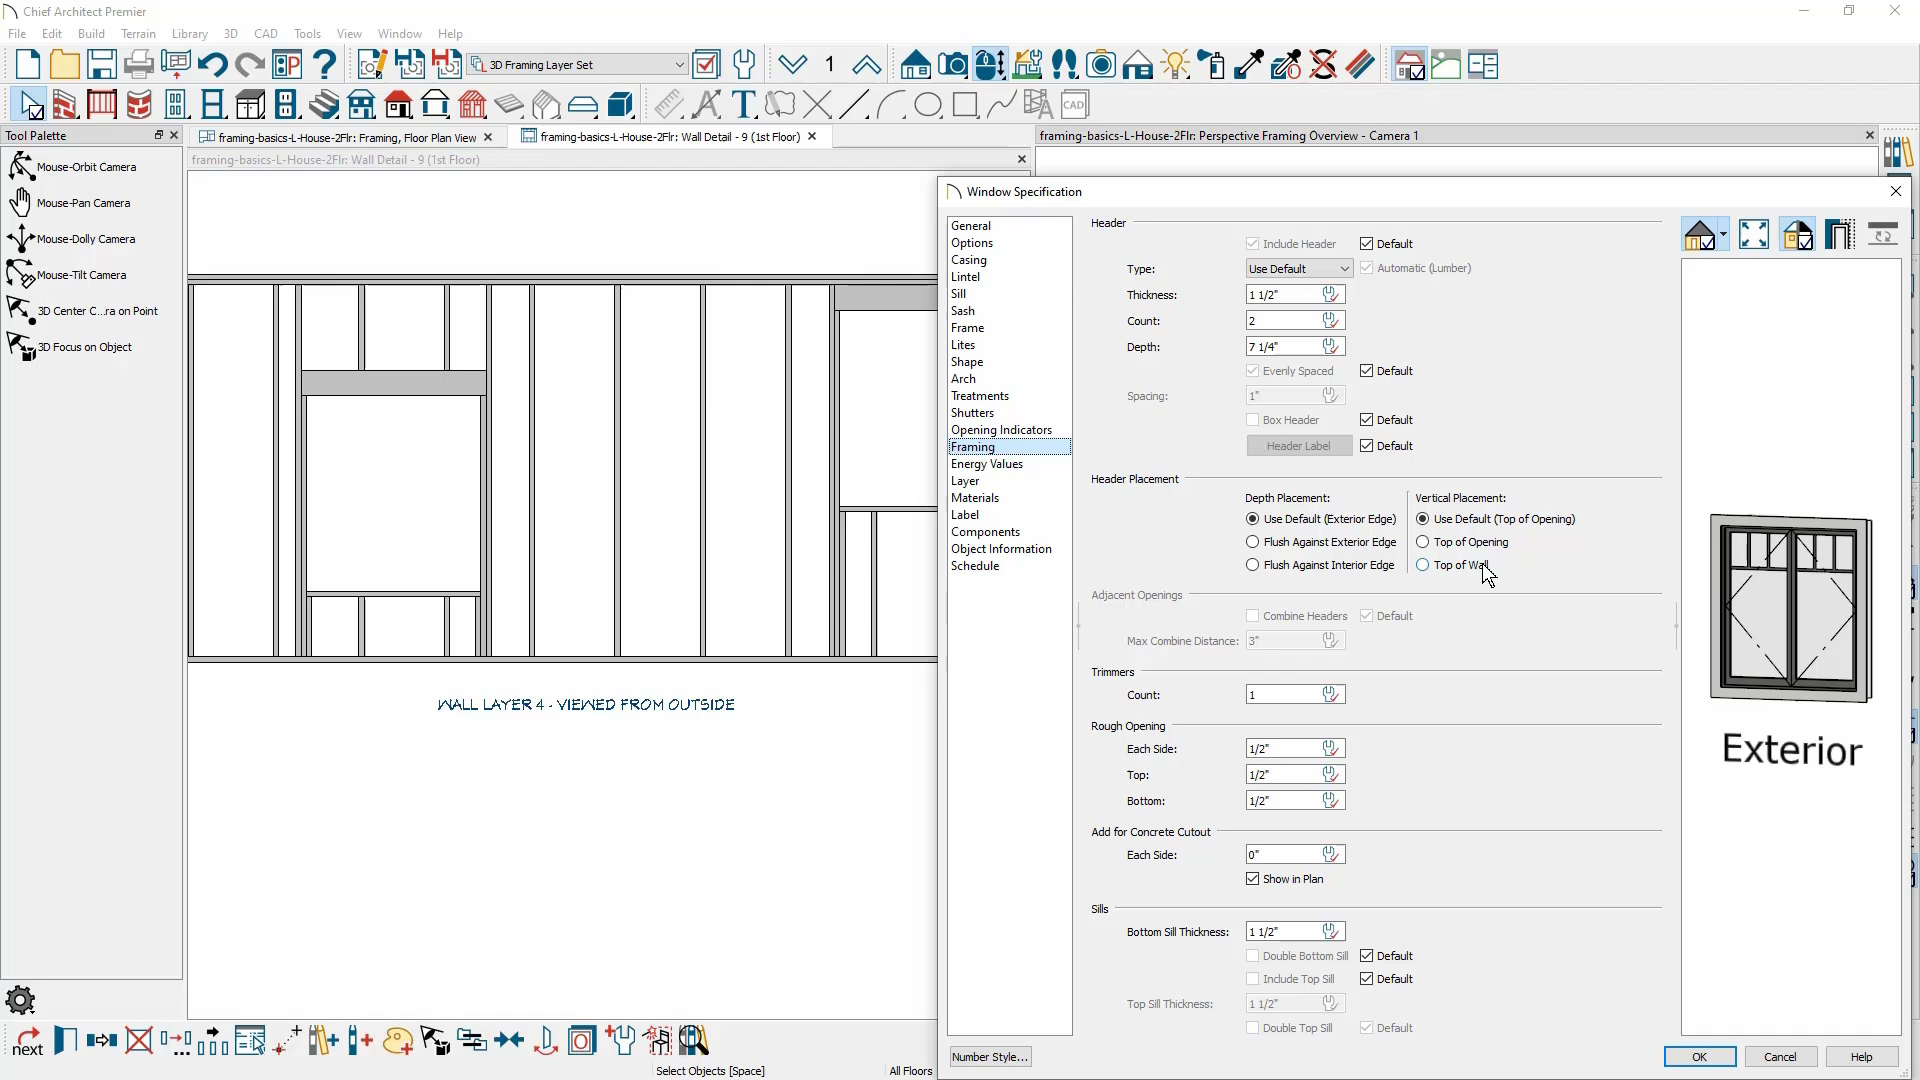 Chief Architect Premier
File Edit Build Terrain Library 3D CAD Tools View Window Help
3D Framing Layer Set
1
CAD
Tool Palette
framing-basics-L-House-2Flr: Framing, Floor Plan View
framing-basics-L-House-2Flr: Wall Detail - 9 (1st Floor)
framing-basics-L-House-2Flr: Perspective Framing Overview - Camera 1
framing-basics-L-House-2Flr: Wall Detail - 9 (1st Floor)
Mouse-Orbit Camera
Mouse-Pan Camera
Mouse-Dolly Camera
Mouse-Tilt Camera
3D Center C...ra on Point
3D Focus on Object
WALL LAYER 4 - VIEWED FROM OUTSIDE
Window Specification
General
Options
Casing
Lintel
Sill
Sash
Frame
Lites
Shape
Arch
Treatments
Shutters
Opening Indicators
Framing
Energy Values
Layer
Materials
Label
Components
Object Information
Schedule
Header
Include Header Default
Type: Use Default Automatic (Lumber)
Thickness: 1 1/2"
Count: 2
Depth: 7 1/4"
Evenly Spaced Default
Spacing: 1"
Box Header Default
Header Label Default
Header Placement
Depth Placement: Vertical Placement:
Use Default (Exterior Edge) Use Default (Top of Opening)
Flush Against Exterior Edge Top of Opening
Flush Against Interior Edge Top of Wall
Adjacent Openings
Combine Headers Default
Max Combine Distance: 3"
Trimmers
Count: 1
Rough Opening
Each Side: 1/2"
Top: 1/2"
Bottom: 1/2"
Add for Concrete Cutout
Each Side: 0"
Show in Plan
Sills
Bottom Sill Thickness: 1 1/2"
Double Bottom Sill Default
Include Top Sill Default
Top Sill Thickness: 1 1/2"
Double Top Sill Default
Exterior
Number Style... OK Cancel Help
next
Select Objects [Space] All Floors